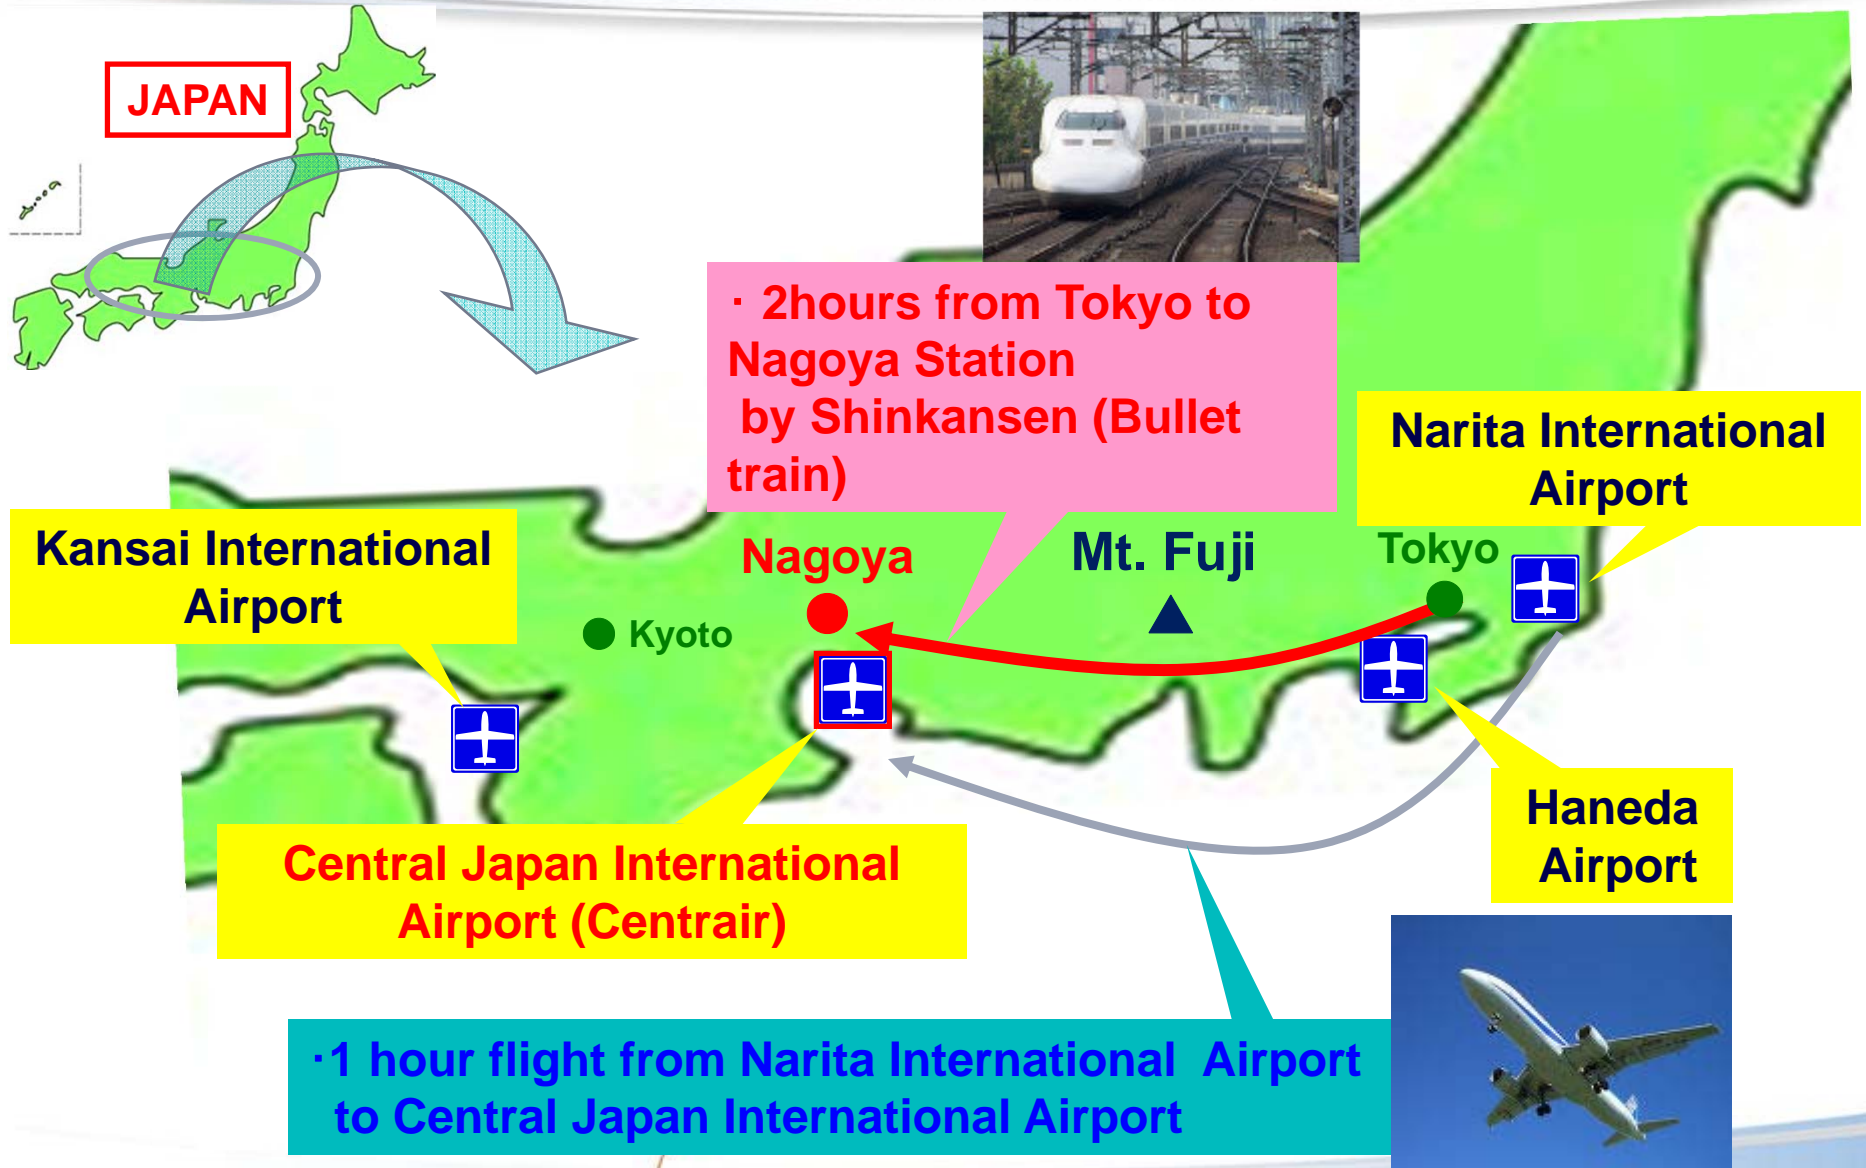 JAPAN
・2hours from Tokyo to
Nagoya Station
by Shinkansen (Bullet
train)
Narita International
Airport
Kansai International
Airport
Nagoya
Mt. Fuji
Tokyo
Kyoto
Haneda
Airport
Central Japan International
Airport (Centrair)
・1 hour flight from Narita International Airport
to Central Japan International Airport